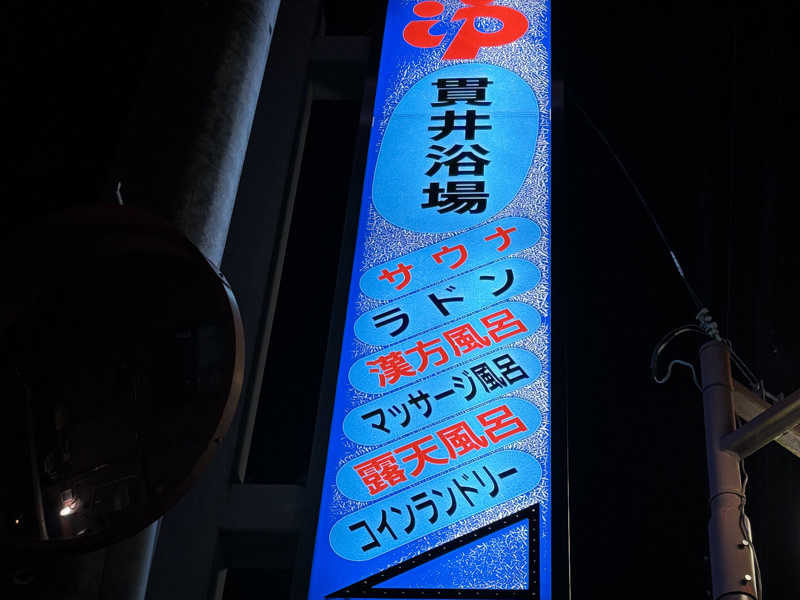 ゆ
貫井浴場
サウナ
ラドン
漢方風呂
マッサージ風呂
露天風呂
コインランドリー